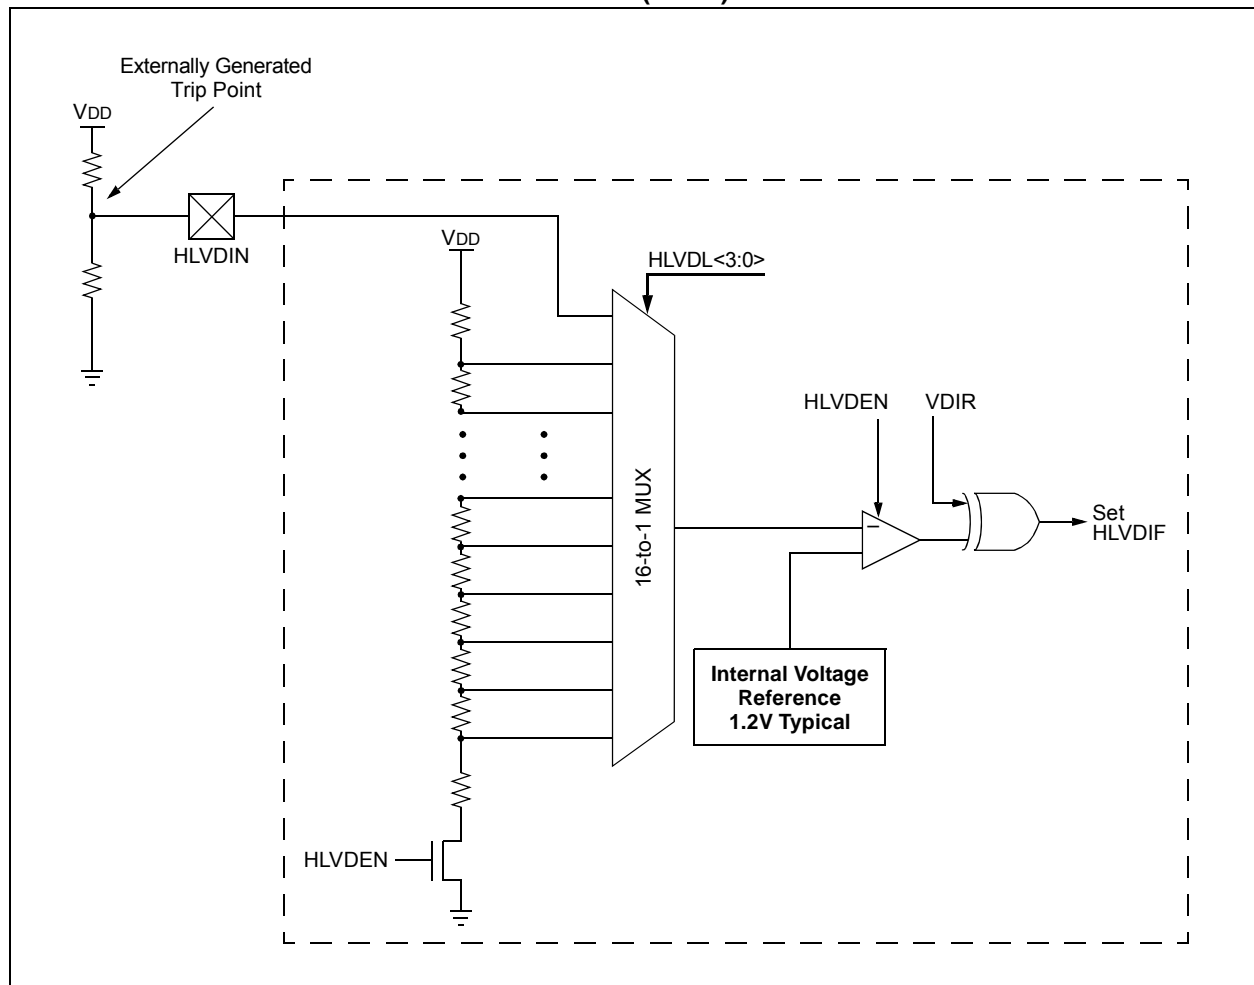 Externally Generated
Trip Point
VDD
HLVDIN
VDD
HLVDL<3:0>
16-to-1 MUX
HLVDEN
VDIR
Set
HLVDIF
Internal Voltage
Reference
1.2V Typical
HLVDEN